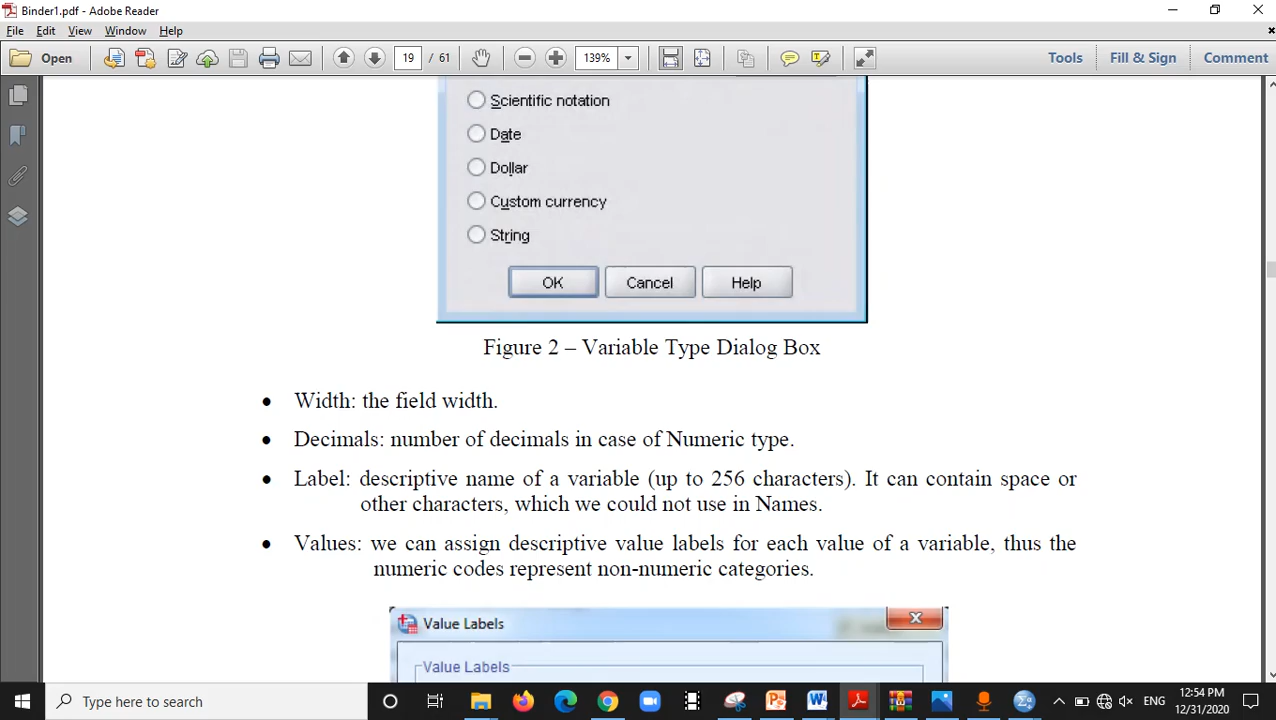 Binder1.pdf - Adobe Reader
File Edit View Window Help
Open 19 / 61 139% Tools Fill & Sign Comment
Scientific notation
Date
Dollar
Custom currency
String
OK Cancel Help
Figure 2 – Variable Type Dialog Box
• Width: the field width.
• Decimals: number of decimals in case of Numeric type.
• Label: descriptive name of a variable (up to 256 characters). It can contain space or
other characters, which we could not use in Names.
• Values: we can assign descriptive value labels for each value of a variable, thus the
numeric codes represent non-numeric categories.
Value Labels
Value Labels
Type here to search
ENG
12:54 PM
12/31/2020